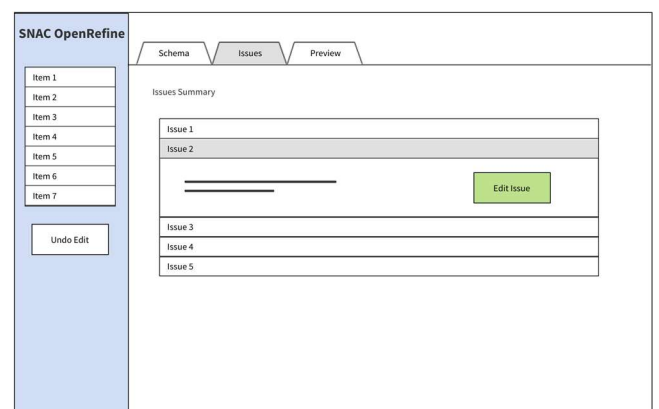 SNAC OpenRefine
Item 1
Item 2
Item 3
Item 4
Item 5
Item 6
Item 7
Undo Edit
Schema
Issues
Preview
Issues Summary
Issue 1
Issue 2
Edit Issue
Issue 3
Issue 4
Issue 5